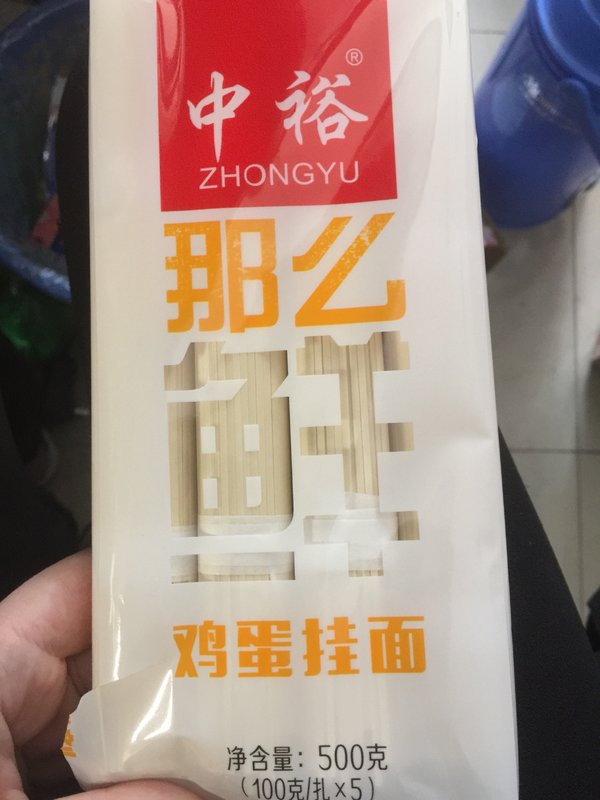 中裕®
ZHONGYU
那么
鲜
鸡蛋挂面
净含量：500克
(100克/扎×5)